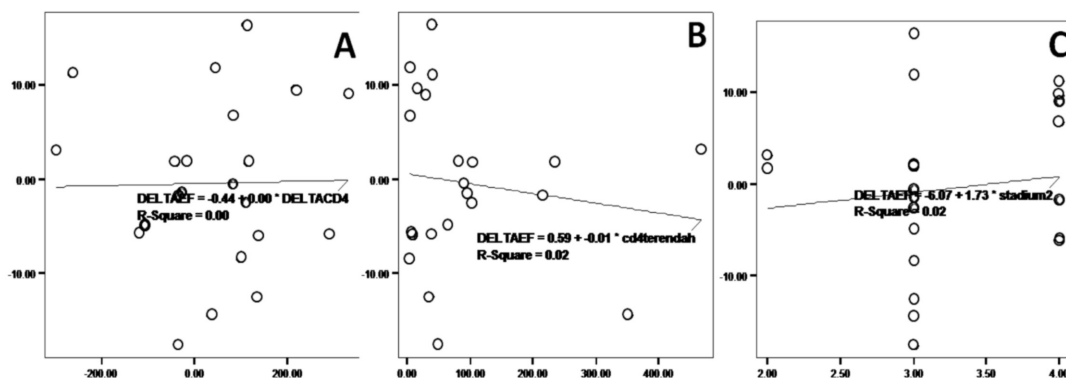 A
10.00
0.00
-10.00
DELTAEF = -0.44 + 0.00 * DELTACD4
R-Square = 0.00
-200.00 0.00 200.00
B
10.00
0.00
-10.00
DELTAEF = 0.59 + -0.01 * cd4terendah
R-Square = 0.02
0.00 100.00 200.00 300.00 400.00
C
10.00
0.00
-10.00
DELTAEF = -6.07 + 1.73 * stadium2
R-Square = 0.02
2.00 2.50 3.00 3.50 4.00